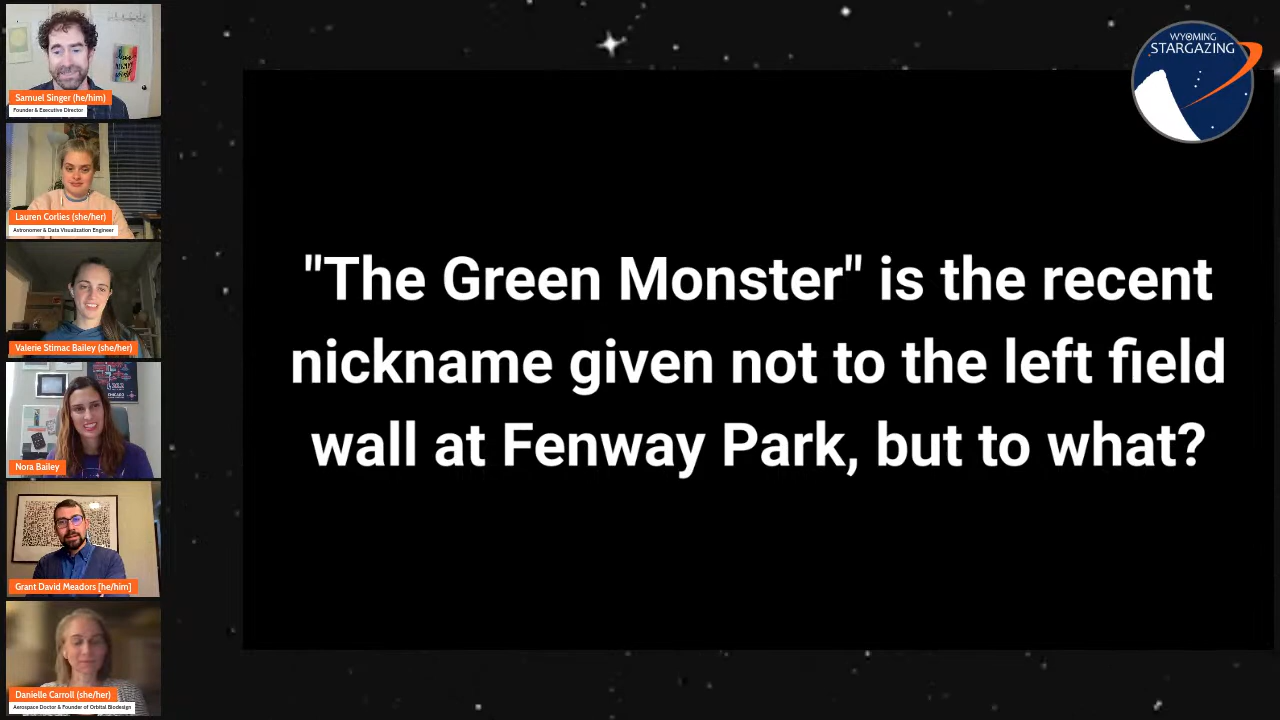 Samuel Singer (he/him)
Founder & Executive Director
Lauren Corlies (she/her)
Astronomer & Data Visualization Engineer
Valerie Stimac Bailey (she/her)
Nora Bailey
Grant David Meadors [he/him]
Danielle Carroll (she/her)
Aerospace Doctor & Founder of Orbital Biodesign
WYOMING
STARGAZING
"The Green Monster" is the recent
nickname given not to the left field
wall at Fenway Park, but to what?